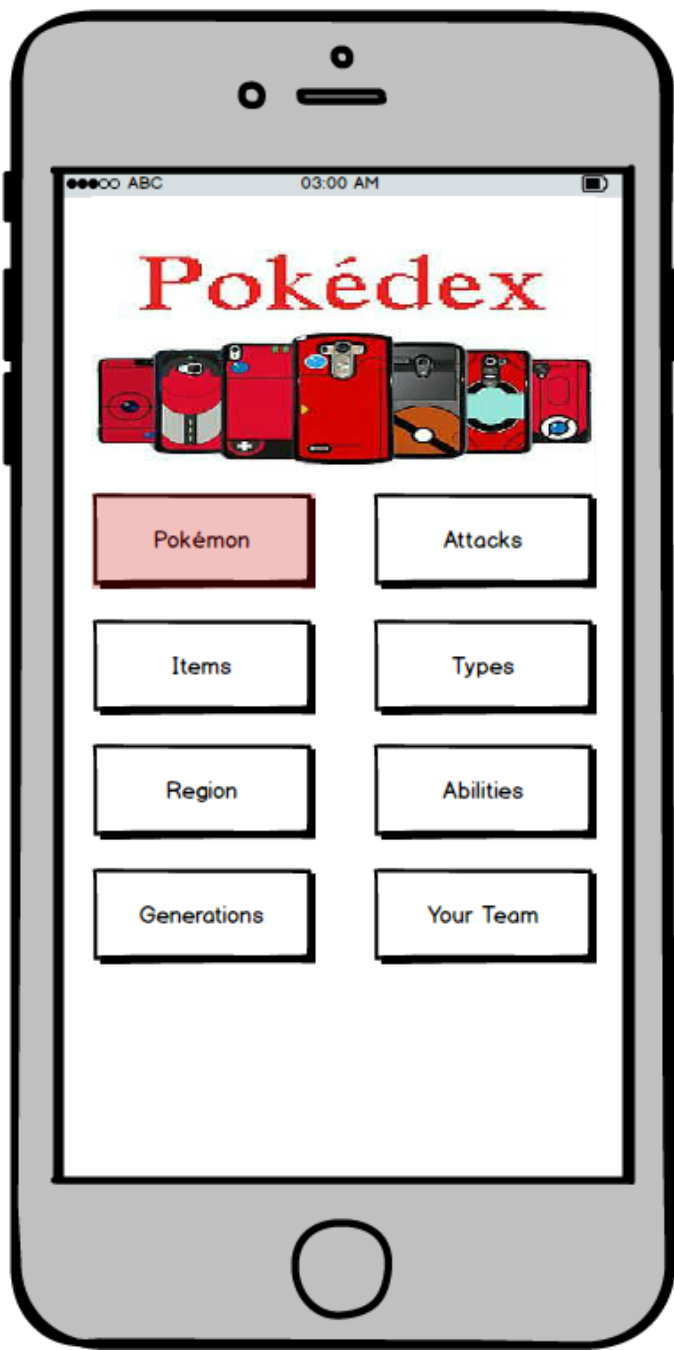 ABC 03:00 AM
Pokédex
Pokémon Attacks
Items Types
Region Abilities
Generations Your Team